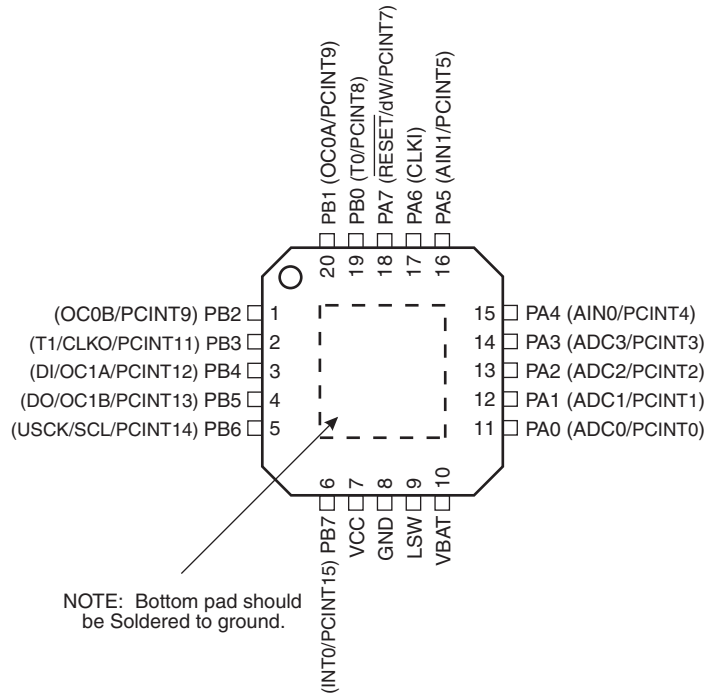 PB1 (OC0A/PCINT9)
PB0 (T0/PCINT8)
PA7 (RESET/dW/PCINT7)
PA6 (CLKI)
PA5 (AIN1/PCINT5)
20
19
18
17
16
(OC0B/PCINT9) PB2 1
(T1/CLKO/PCINT11) PB3 2
(DI/OC1A/PCINT12) PB4 3
(DO/OC1B/PCINT13) PB5 4
(USCK/SCL/PCINT14) PB6 5
15 PA4 (AIN0/PCINT4)
14 PA3 (ADC3/PCINT3)
13 PA2 (ADC2/PCINT2)
12 PA1 (ADC1/PCINT1)
11 PA0 (ADC0/PCINT0)
6
7
8
9
10
(INT0/PCINT15) PB7
VCC
GND
LSW
VBAT
NOTE: Bottom pad should
be Soldered to ground.